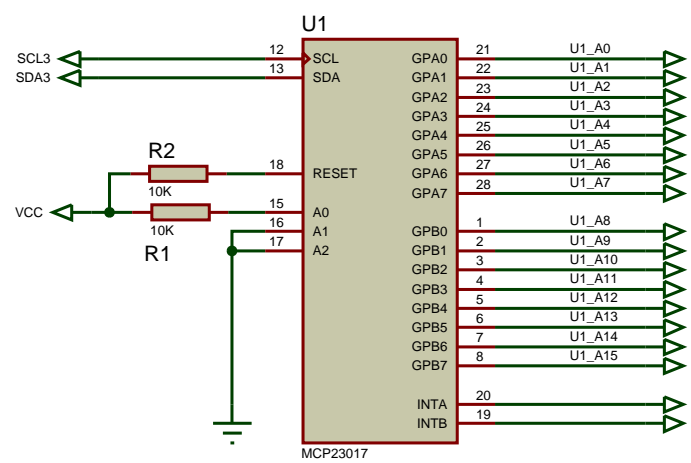 U1
SCL3 12 SCL GPA0 21 U1_A0
SDA3 13 SDA GPA1 22 U1_A1
GPA2 23 U1_A2
GPA3 24 U1_A3
GPA4 25 U1_A4
R2 GPA5 26 U1_A5
18 RESET GPA6 27 U1_A6
10K GPA7 28 U1_A7
VCC 15 A0
10K 16 A1 GPB0 1 U1_A8
R1 17 A2 GPB1 2 U1_A9
GPB2 3 U1_A10
GPB3 4 U1_A11
GPB4 5 U1_A12
GPB5 6 U1_A13
GPB6 7 U1_A14
GPB7 8 U1_A15
INTA 20
INTB 19
MCP23017